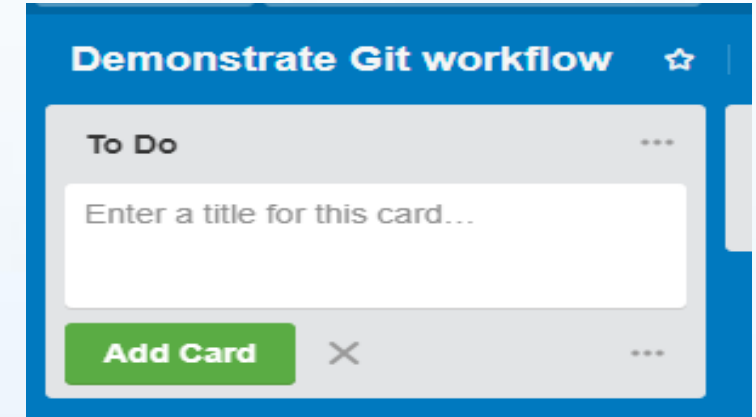 Demonstrate Git workflow
To Do
Enter a title for this card...
Add Card